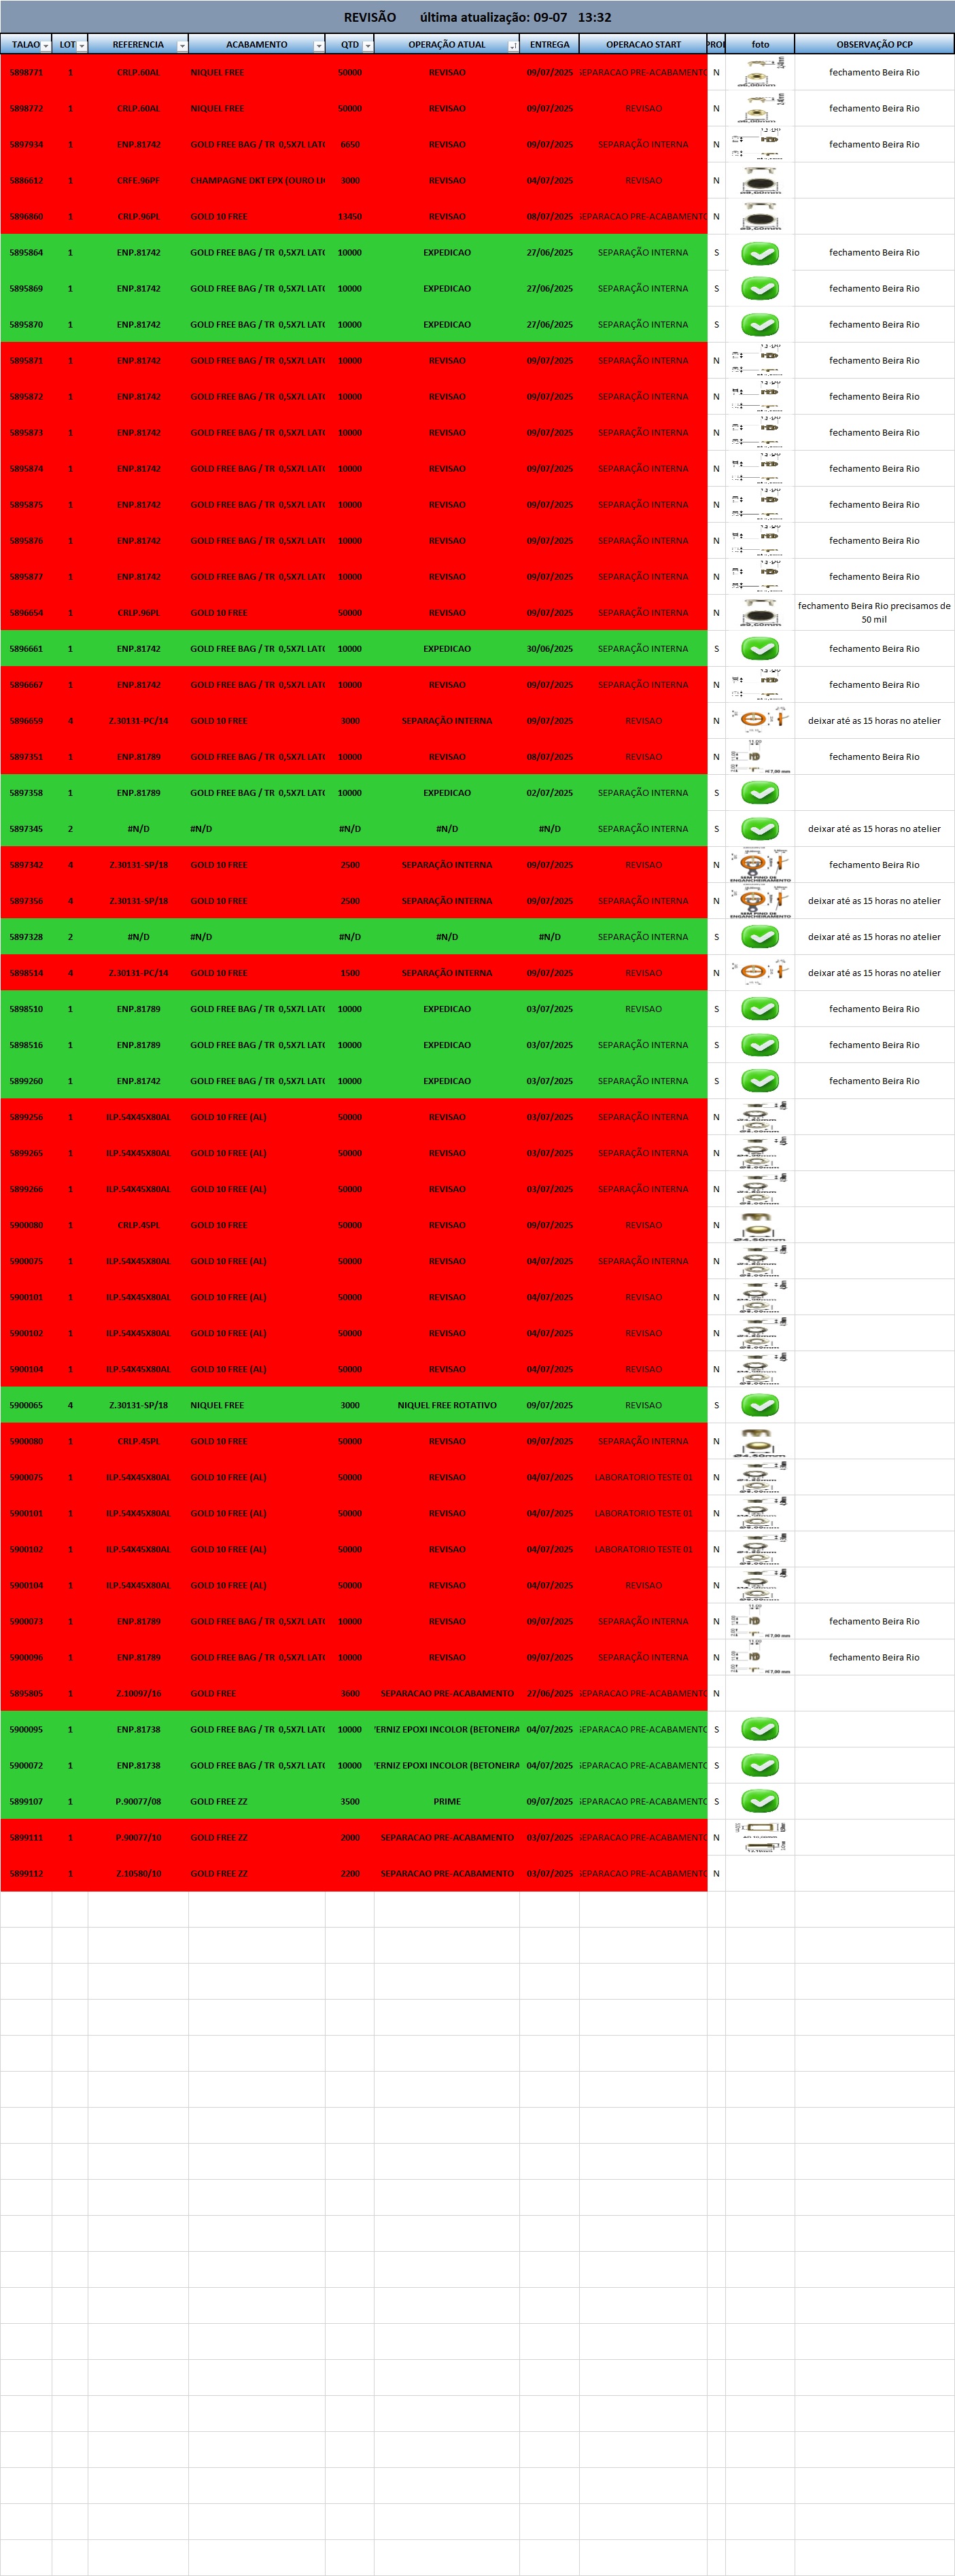 REVISÃO última atualização: 09-07 13:32
TALAO LOT REFERENCIA ACABAMENTO QTD OPERAÇÃO ATUAL ENTREGA OPERACAO START foto OBSERVAÇÃO PCP
5898771 1 CRLP.60AL NIQUEL FREE 50000 REVISAO 09/07/2025 SEPARACAO PRE-ACABAMENTO N fechamento Beira Rio
5898772 1 CRLP.60AL NIQUEL FREE 50000 REVISAO 09/07/2025 REVISAO N fechamento Beira Rio
5897934 1 ENP.81742 GOLD FREE BAG / TR 0,5X7L LATO 6650 REVISAO 09/07/2025 SEPARAÇÃO INTERNA N fechamento Beira Rio
5886612 1 CRFE.96PF CHAMPAGNE DKT EPX (OURO LI 3000 REVISAO 04/07/2025 REVISAO N
5896860 1 CRLP.96PL GOLD 10 FREE 13450 REVISAO 08/07/2025 SEPARACAO PRE-ACABAMENTO N fechamento Beira Rio
5895864 1 ENP.81742 GOLD FREE BAG / TR 0,5X7L LATO 10000 EXPEDICAO 27/06/2025 SEPARAÇÃO INTERNA S fechamento Beira Rio
5895869 1 ENP.81742 GOLD FREE BAG / TR 0,5X7L LATO 10000 EXPEDICAO 27/06/2025 SEPARAÇÃO INTERNA S fechamento Beira Rio
5895870 1 ENP.81742 GOLD FREE BAG / TR 0,5X7L LATO 10000 EXPEDICAO 27/06/2025 SEPARAÇÃO INTERNA S fechamento Beira Rio
5895871 1 ENP.81742 GOLD FREE BAG / TR 0,5X7L LATO 10000 REVISAO 09/07/2025 SEPARAÇÃO INTERNA N fechamento Beira Rio
5895872 1 ENP.81742 GOLD FREE BAG / TR 0,5X7L LATO 10000 REVISAO 09/07/2025 SEPARAÇÃO INTERNA N fechamento Beira Rio
5895873 1 ENP.81742 GOLD FREE BAG / TR 0,5X7L LATO 10000 REVISAO 09/07/2025 SEPARAÇÃO INTERNA N fechamento Beira Rio
5895874 1 ENP.81742 GOLD FREE BAG / TR 0,5X7L LATO 10000 REVISAO 09/07/2025 SEPARAÇÃO INTERNA N fechamento Beira Rio
5895875 1 ENP.81742 GOLD FREE BAG / TR 0,5X7L LATO 10000 REVISAO 09/07/2025 SEPARAÇÃO INTERNA N fechamento Beira Rio
5895876 1 ENP.81742 GOLD FREE BAG / TR 0,5X7L LATO 10000 REVISAO 09/07/2025 SEPARAÇÃO INTERNA N fechamento Beira Rio
5895877 1 ENP.81742 GOLD FREE BAG / TR 0,5X7L LATO 10000 REVISAO 09/07/2025 SEPARAÇÃO INTERNA N fechamento Beira Rio
5896654 1 CRLP.96PL GOLD 10 FREE 50000 REVISAO 09/07/2025 SEPARAÇÃO INTERNA N fechamento Beira Rio precisamos de
50 mil
5896661 1 ENP.81742 GOLD FREE BAG / TR 0,5X7L LATO 10000 EXPEDICAO 30/06/2025 SEPARAÇÃO INTERNA S fechamento Beira Rio
5896667 1 ENP.81742 GOLD FREE BAG / TR 0,5X7L LATO 10000 REVISAO 09/07/2025 SEPARAÇÃO INTERNA N fechamento Beira Rio
5896659 4 Z.30131-PC/14 GOLD 10 FREE 3000 SEPARAÇÃO INTERNA 09/07/2025 REVISAO N deixar até as 15 horas no atelier
5897351 1 ENP.81789 GOLD FREE BAG / TR 0,5X7L LATO 10000 REVISAO 08/07/2025 SEPARAÇÃO INTERNA N fechamento Beira Rio
5897358 1 ENP.81789 GOLD FREE BAG / TR 0,5X7L LATO 10000 EXPEDICAO 02/07/2025 SEPARAÇÃO INTERNA S
5897345 2 #N/D #N/D #N/D #N/D #N/D SEPARAÇÃO INTERNA S deixar até as 15 horas no atelier
5897342 4 Z.30131-SP/18 GOLD 10 FREE 2500 SEPARAÇÃO INTERNA 09/07/2025 SEPARAÇÃO INTERNA N SEM PINO DE ENGANCHEIRAMENTO fechamento Beira Rio
5897356 4 Z.30131-SP/18 GOLD 10 FREE 2500 SEPARAÇÃO INTERNA 09/07/2025 SEPARAÇÃO INTERNA N SEM PINO DE ENGANCHEIRAMENTO deixar até as 15 horas no atelier
5897328 2 #N/D #N/D #N/D #N/D #N/D SEPARAÇÃO INTERNA S deixar até as 15 horas no atelier
5898514 4 Z.30131-PC/14 GOLD 10 FREE 1500 SEPARAÇÃO INTERNA 09/07/2025 REVISAO N deixar até as 15 horas no atelier
5898510 1 ENP.81789 GOLD FREE BAG / TR 0,5X7L LATO 10000 EXPEDICAO 03/07/2025 REVISAO S fechamento Beira Rio
5898516 1 ENP.81789 GOLD FREE BAG / TR 0,5X7L LATO 10000 EXPEDICAO 03/07/2025 SEPARAÇÃO INTERNA S fechamento Beira Rio
5899260 1 ENP.81742 GOLD FREE BAG / TR 0,5X7L LATO 10000 EXPEDICAO 03/07/2025 SEPARAÇÃO INTERNA S fechamento Beira Rio
5899256 1 ILP.54X45X80AL GOLD 10 FREE (AL) 50000 REVISAO 03/07/2025 SEPARAÇÃO INTERNA N
5899265 1 ILP.54X45X80AL GOLD 10 FREE (AL) 50000 REVISAO 03/07/2025 SEPARAÇÃO INTERNA N
5899266 1 ILP.54X45X80AL GOLD 10 FREE (AL) 50000 REVISAO 03/07/2025 SEPARAÇÃO INTERNA N
5900080 1 CRLP.45PL GOLD 10 FREE 50000 REVISAO 09/07/2025 REVISAO N
5900075 1 ILP.54X45X80AL GOLD 10 FREE (AL) 50000 REVISAO 04/07/2025 SEPARAÇÃO INTERNA N
5900101 1 ILP.54X45X80AL GOLD 10 FREE (AL) 50000 REVISAO 04/07/2025 REVISAO N
5900102 1 ILP.54X45X80AL GOLD 10 FREE (AL) 50000 REVISAO 04/07/2025 REVISAO N
5900104 1 ILP.54X45X80AL GOLD 10 FREE (AL) 50000 REVISAO 04/07/2025 REVISAO N
5900065 4 Z.30131-SP/18 NIQUEL FREE 3000 NIQUEL FREE ROTATIVO 09/07/2025 REVISAO S
5900080 1 CRLP.45PL GOLD 10 FREE 50000 REVISAO 09/07/2025 SEPARAÇÃO INTERNA N
5900075 1 ILP.54X45X80AL GOLD 10 FREE (AL) 50000 REVISAO 04/07/2025 LABORATORIO TESTE 01 N
5900101 1 ILP.54X45X80AL GOLD 10 FREE (AL) 50000 REVISAO 04/07/2025 LABORATORIO TESTE 01 N
5900102 1 ILP.54X45X80AL GOLD 10 FREE (AL) 50000 REVISAO 04/07/2025 LABORATORIO TESTE 01 N
5900104 1 ILP.54X45X80AL GOLD 10 FREE (AL) 50000 REVISAO 04/07/2025 REVISAO N
5900073 1 ENP.81789 GOLD FREE BAG / TR 0,5X7L LATO 10000 REVISAO 09/07/2025 SEPARAÇÃO INTERNA N fechamento Beira Rio
5900096 1 ENP.81789 GOLD FREE BAG / TR 0,5X7L LATO 10000 REVISAO 09/07/2025 SEPARAÇÃO INTERNA N fechamento Beira Rio
5895805 1 Z.10097/16 GOLD FREE 3600 SEPARACAO PRE-ACABAMENTO 27/06/2025 SEPARACAO PRE-ACABAMENTO N
5900095 1 ENP.81738 GOLD FREE BAG / TR 0,5X7L LATO 10000 VERNIZ EPOXI INCOLOR (BETONEIRA 04/07/2025 SEPARACAO PRE-ACABAMENTO S
5900072 1 ENP.81738 GOLD FREE BAG / TR 0,5X7L LATO 10000 VERNIZ EPOXI INCOLOR (BETONEIRA 04/07/2025 SEPARACAO PRE-ACABAMENTO S
5899107 1 P.90077/08 GOLD FREE ZZ 3500 PRIME 09/07/2025 SEPARACAO PRE-ACABAMENTO S
5899111 1 P.90077/10 GOLD FREE ZZ 2000 SEPARACAO PRE-ACABAMENTO 03/07/2025 SEPARACAO PRE-ACABAMENTO N
5899112 1 Z.10580/10 GOLD FREE ZZ 2200 SEPARACAO PRE-ACABAMENTO 03/07/2025 SEPARACAO PRE-ACABAMENTO N